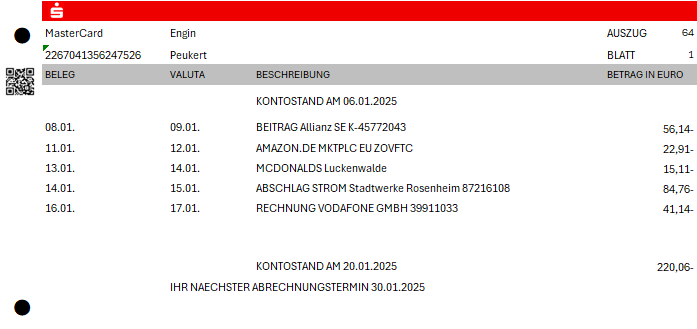 MasterCard Engin AUSZUG 64
2267041356247526 Peukert BLATT 1
BELEG VALUTA BESCHREIBUNG BETRAG IN EURO
KONTOSTAND AM 06.01.2025
08.01. 09.01. BEITRAG Allianz SE K-45772043 56,14-
11.01. 12.01. AMAZON.DE MKTPLC EU ZOVFTC 22,91-
13.01. 14.01. MCDONALDS Luckenwalde 15,11-
14.01. 15.01. ABSCHLAG STROM Stadtwerke Rosenheim 87216108 84,76-
16.01. 17.01. RECHNUNG VODAFONE GMBH 39911033 41,14-
KONTOSTAND AM 20.01.2025 220,06-
IHR NAECHSTER ABRECHNUNGSTERMIN 30.01.2025